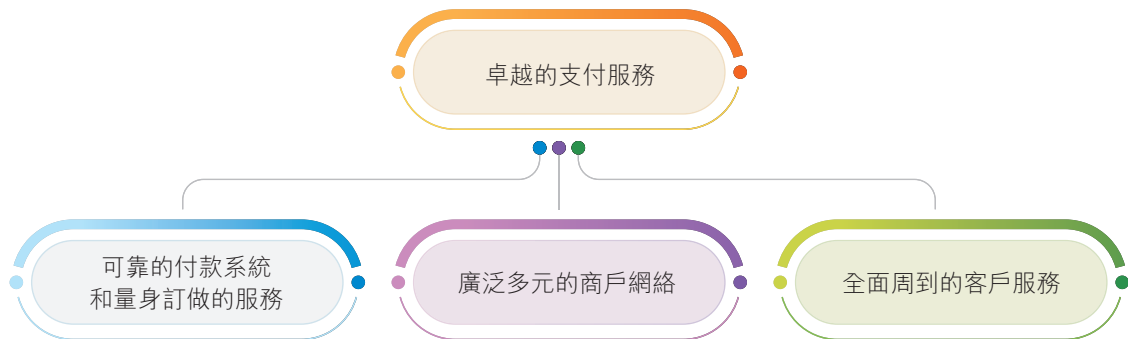 卓越的支付服務
可靠的付款系統
和量身訂做的服務
廣泛多元的商戶網絡
全面周到的客戶服務